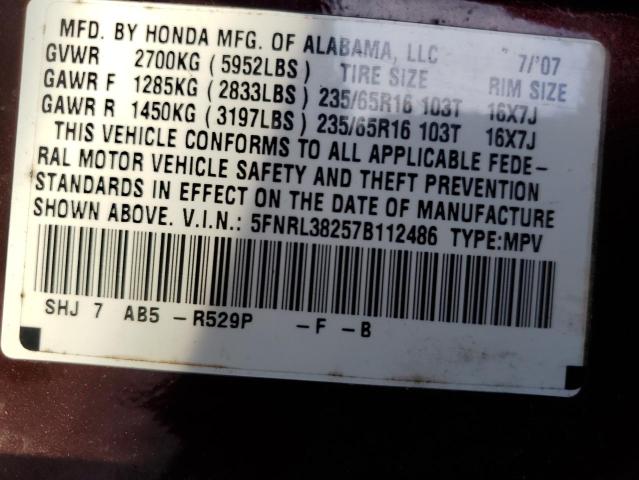 MFD. BY HONDA MFG. OF ALABAMA, LLC 7/'07
GVWR 2700KG (5952LBS) TIRE SIZE RIM SIZE
GAWR F 1285KG (2833LBS) 235/65R16 103T 16X7J
GAWR R 1450KG (3197LBS) 235/65R16 103T 16X7J
THIS VEHICLE CONFORMS TO ALL APPLICABLE FEDE-
RAL MOTOR VEHICLE SAFETY AND THEFT PREVENTION
STANDARDS IN EFFECT ON THE DATE OF MANUFACTURE
SHOWN ABOVE. V.I.N.: 5FNRL38257B112486 TYPE:MPV
SHJ 7 AB5 -R529P -F -B